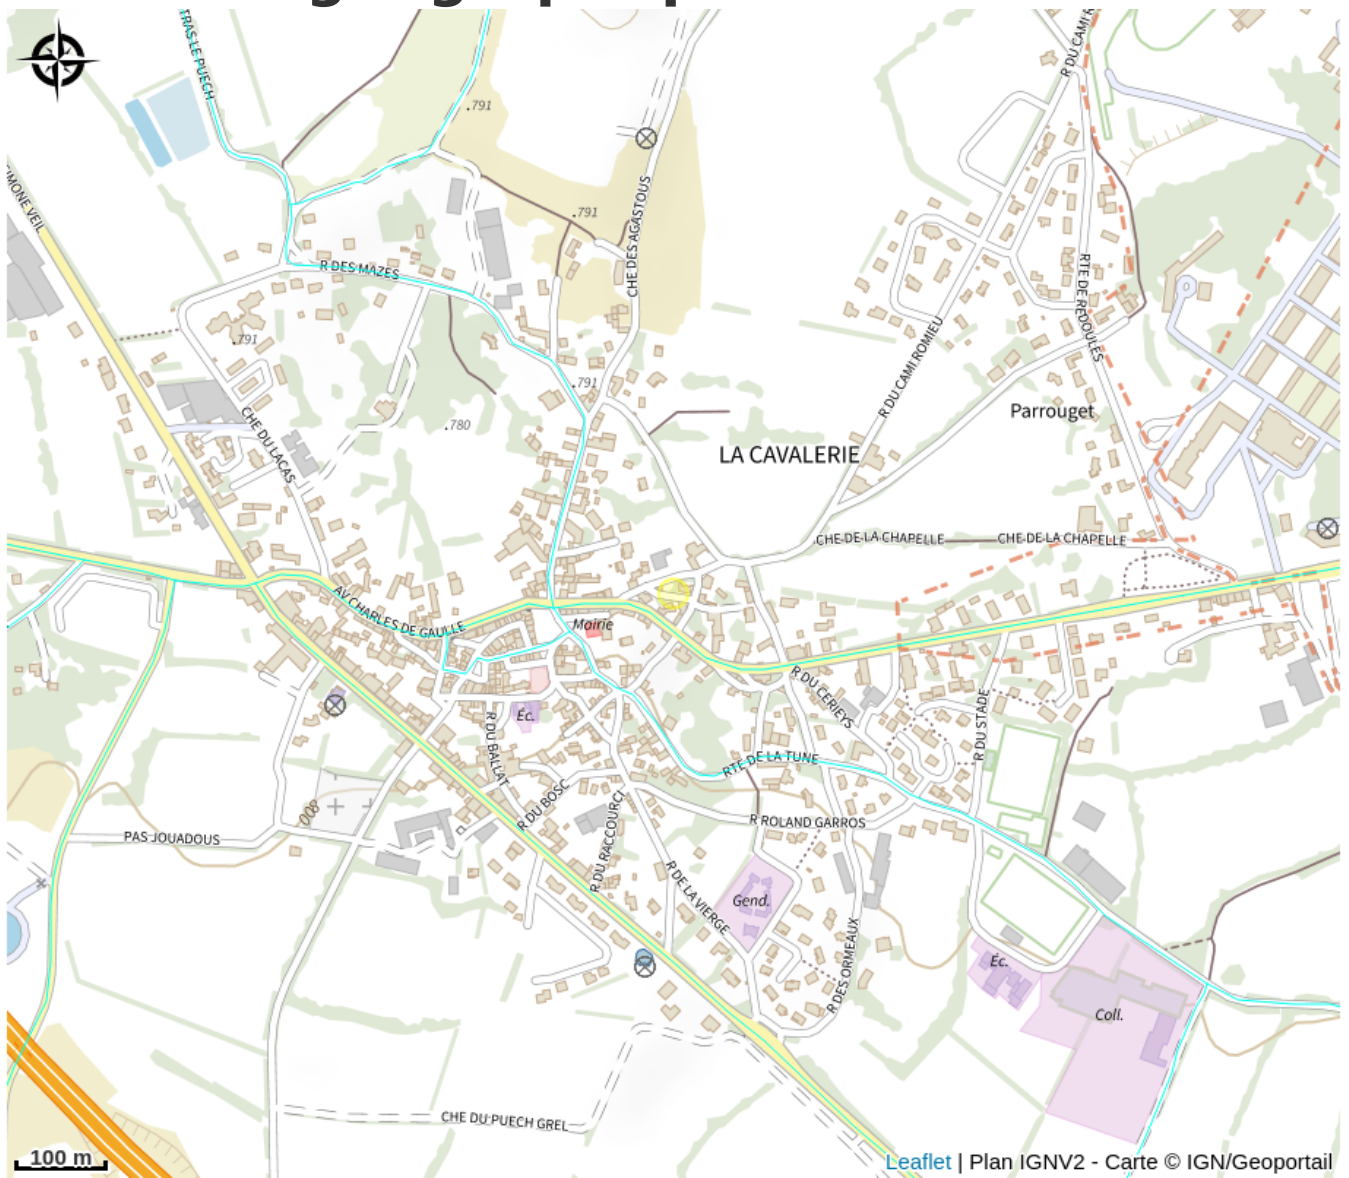 TRAS LE PUECH
R DU CAMI R
.791
SIMONE VEIL
.791
CHE DES AGASTOUS
R DES MAZES
RTE DE REDOULES
.791
R DU CAMI ROMIEU
.791
Parrouget
CHE DU LACAS
.780
LA CAVALERIE
CHE DE LA CHAPELLE
CHE DE LA CHAPELLE
AV CHARLES DE GAULLE
Mairie
R DU CERIEYS
R DU STADE
Éc.
R DU BALLAT
RTE DE LA TUNE
800
R DU BOSC
R DU RACCOURCI
R ROLAND GARROS
PAS JOUADOUS
R DE LA VIERGE
Gend.
R DES ORMEAUX
Éc.
Coll.
CHE DU PUECH GREL
100 m
Leaflet | Plan IGNV2 - Carte © IGN/Geoportail